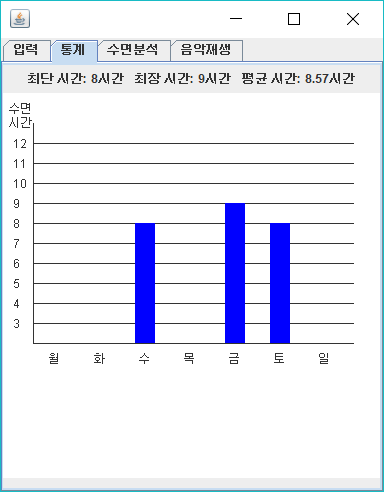 입력 통계 수면분석 음악재생
최단 시간: 8시간 최장 시간: 9시간 평균 시간: 8.57시간
수면
시간
12
11
10
9
8
7
6
5
4
3
월 화 수 목 금 토 일